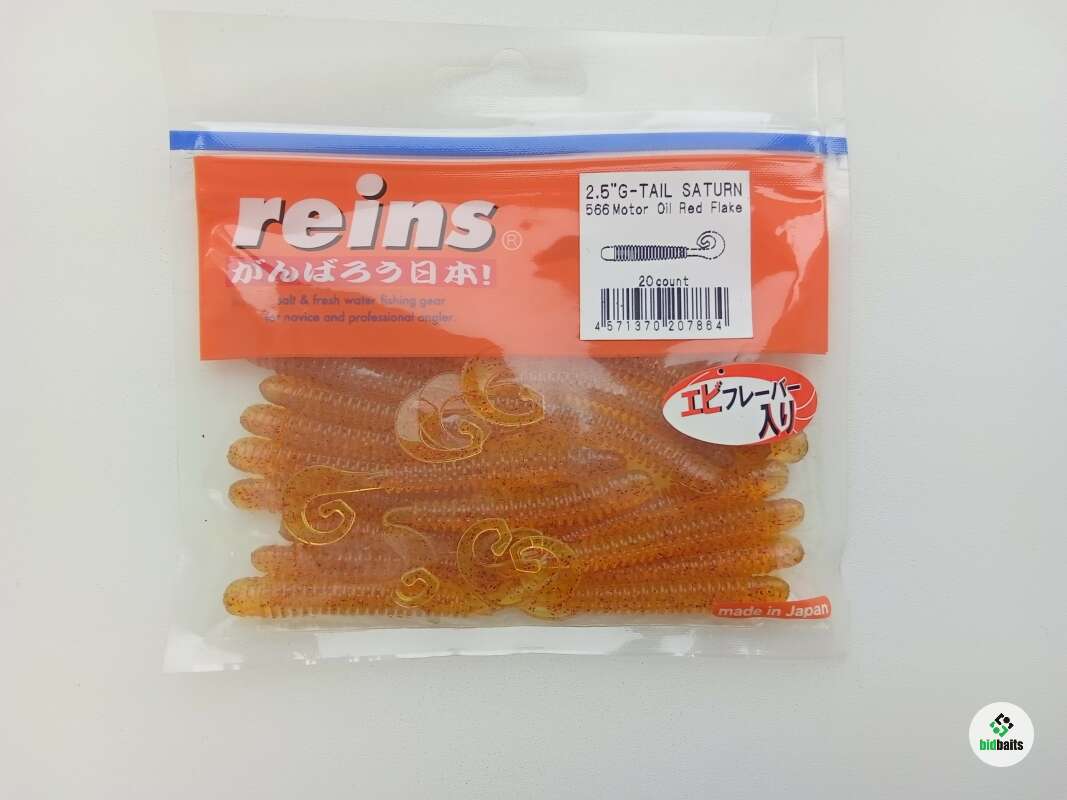 reins®
がんばろう日本!
salt & fresh water fishing gear
for novice and professional angler.
2.5"G-TAIL SATURN
566 Motor Oil Red Flake
20 count
4 571370 207864
エビフレーバー
入り
made in Japan
bidbaits